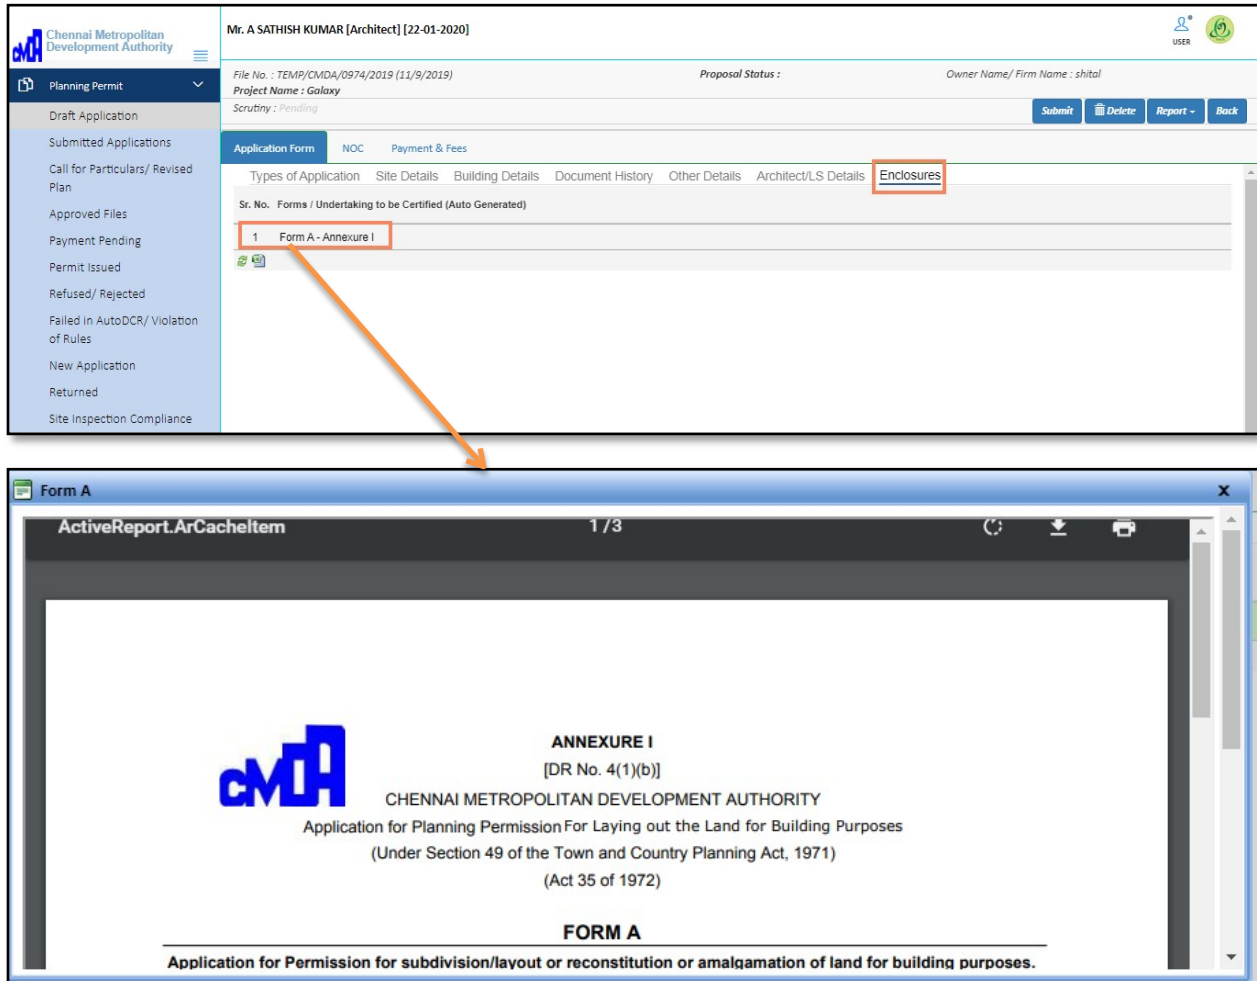 Chennai Metropolitan
Development Authority
CMDA
Mr. A SATHISH KUMAR [Architect] [22-01-2020]
USER
Planning Permit
Draft Application
Submitted Applications
Call for Particulars/ Revised
Plan
Approved Files
Payment Pending
Permit Issued
Refused/ Rejected
Failed in AutoDCR/ Violation
of Rules
New Application
Returned
Site Inspection Compliance
File No. : TEMP/CMDA/0974/2019 (11/9/2019) Proposal Status : Owner Name/ Firm Name : shital
Project Name : Galaxy
Scrutiny : Pending
Submit Delete Report Back
Application Form NOC Payment & Fees
Types of Application Site Details Building Details Document History Other Details Architect/LS Details Enclosures
Sr. No. Forms / Undertaking to be Certified (Auto Generated)
1 Form A - Annexure I
Form A x
ActiveReport.ArCacheItem 1 / 3
CMDA
ANNEXURE I
[DR No. 4(1)(b)]
CHENNAI METROPOLITAN DEVELOPMENT AUTHORITY
Application for Planning Permission For Laying out the Land for Building Purposes
(Under Section 49 of the Town and Country Planning Act, 1971)
(Act 35 of 1972)
FORM A
Application for Permission for subdivision/layout or reconstitution or amalgamation of land for building purposes.